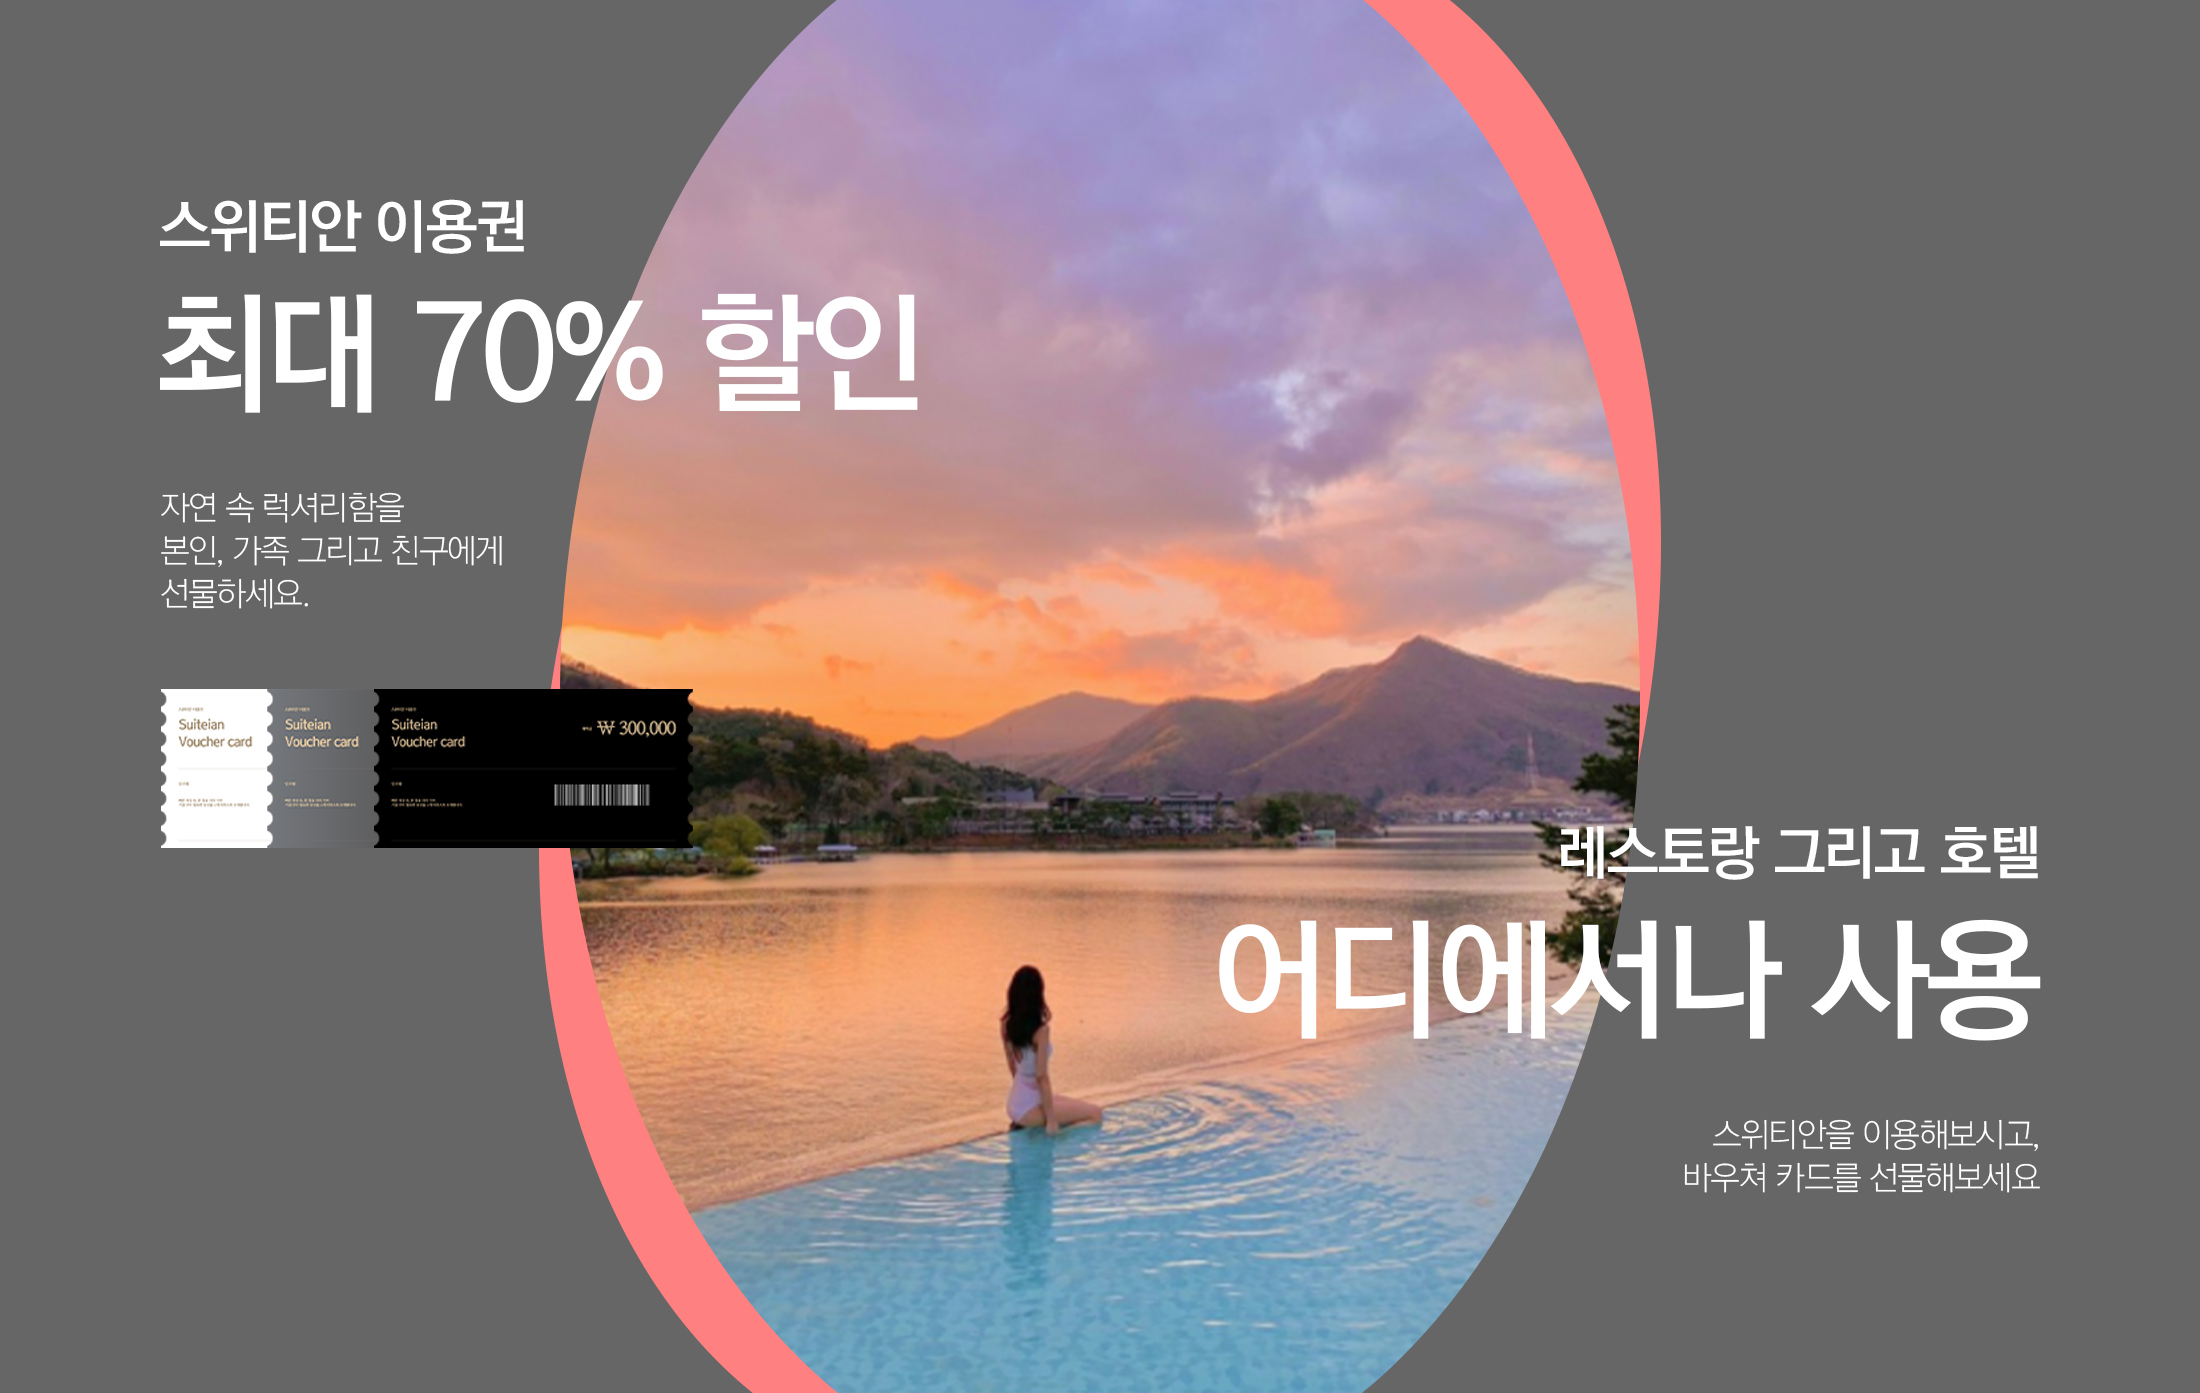 스위티안 이용권
최대 70% 할인
자연 속 럭셔리함을
본인, 가족 그리고 친구에게
선물하세요.
Suiteian
Voucher card
Suiteian
Voucher card
Suiteian
Voucher card
₩ 300,000
레스토랑 그리고 호텔
어디에서나 사용
스위티안을 이용해보시고,
바우쳐 카드를 선물해보세요